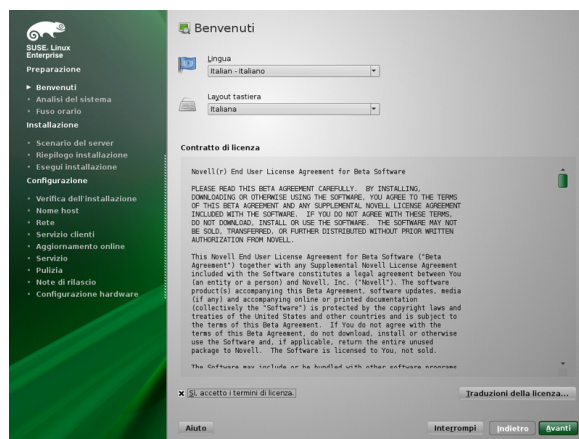 SUSE. Linux
Enterprise
Preparazione
Benvenuti
Analisi del sistema
Fuso orario
Installazione
Scenario del server
Riepilogo installazione
Esegui installazione
Configurazione
Verifica dell'installazione
Nome host
Rete
Servizio clienti
Aggiornamento online
Servizio
Pulizia
Note di rilascio
Configurazione hardware
Benvenuti
Lingua
Italian - Italiano
Layout tastiera
Italiana
Contratto di licenza
Novell(r) End User License Agreement for Beta Software
PLEASE READ THIS BETA AGREEMENT CAREFULLY. BY INSTALLING,
DOWNLOADING OR OTHERWISE USING THE SOFTWARE, YOU AGREE TO THE TERMS
OF THIS BETA AGREEMENT AND ANY SUPPLEMENTAL NOVELL LICENSE AGREEMENT
INCLUDED WITH THE SOFTWARE. IF YOU DO NOT AGREE WITH THESE TERMS,
DO NOT DOWNLOAD, INSTALL OR USE THE SOFTWARE. THE SOFTWARE MAY NOT
BE SOLD, TRANSFERRED, OR FURTHER DISTRIBUTED WITHOUT PRIOR WRITTEN
AUTHORIZATION FROM NOVELL.
This Novell End User License Agreement for Beta Software ("Beta
Agreement") together with any Supplemental Novell License Agreement
included with the Software constitutes a legal agreement between You
(an entity or a person) and Novell, Inc. ("Novell"). The software
product(s) accompanying this Beta Agreement, software updates, media
(if any) and accompanying online or printed documentation
(collectively the "Software") is protected by the copyright laws and
treaties of the United States and other countries and is subject to
the terms of this Beta Agreement. If You do not agree with the
terms of this Beta Agreement, do not download, install or otherwise
use the Software and, if applicable, return the entire unused
package to Novell. The Software is licensed to You, not sold.
The Software may include or be bundled with other software programs
Sì, accetto i termini di licenza.
Traduzioni della licenza...
Aiuto
Interrompi
Indietro
Avanti